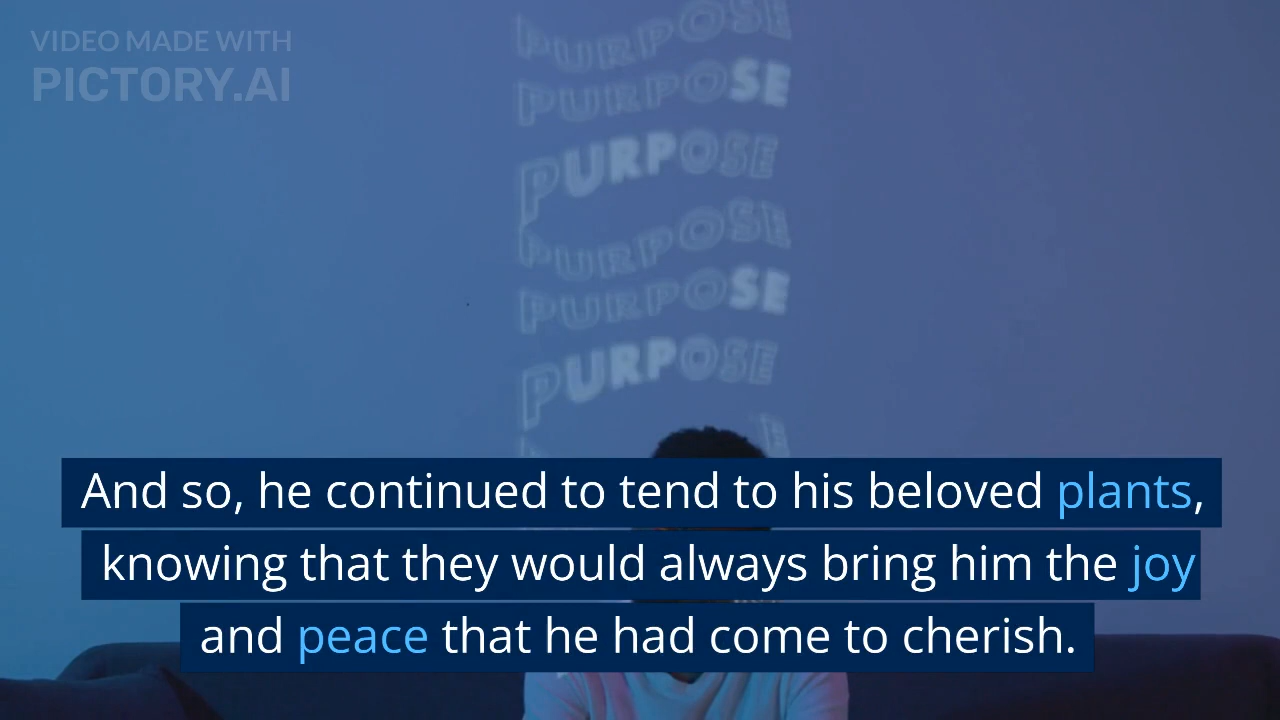 VIDEO MADE WITH
PICTORY.AI
PURPOSE
PURPOSE
PURPOSE
PURPOSE
PURPOSE
PURPOSE
And so, he continued to tend to his beloved plants,
knowing that they would always bring him the joy
and peace that he had come to cherish.